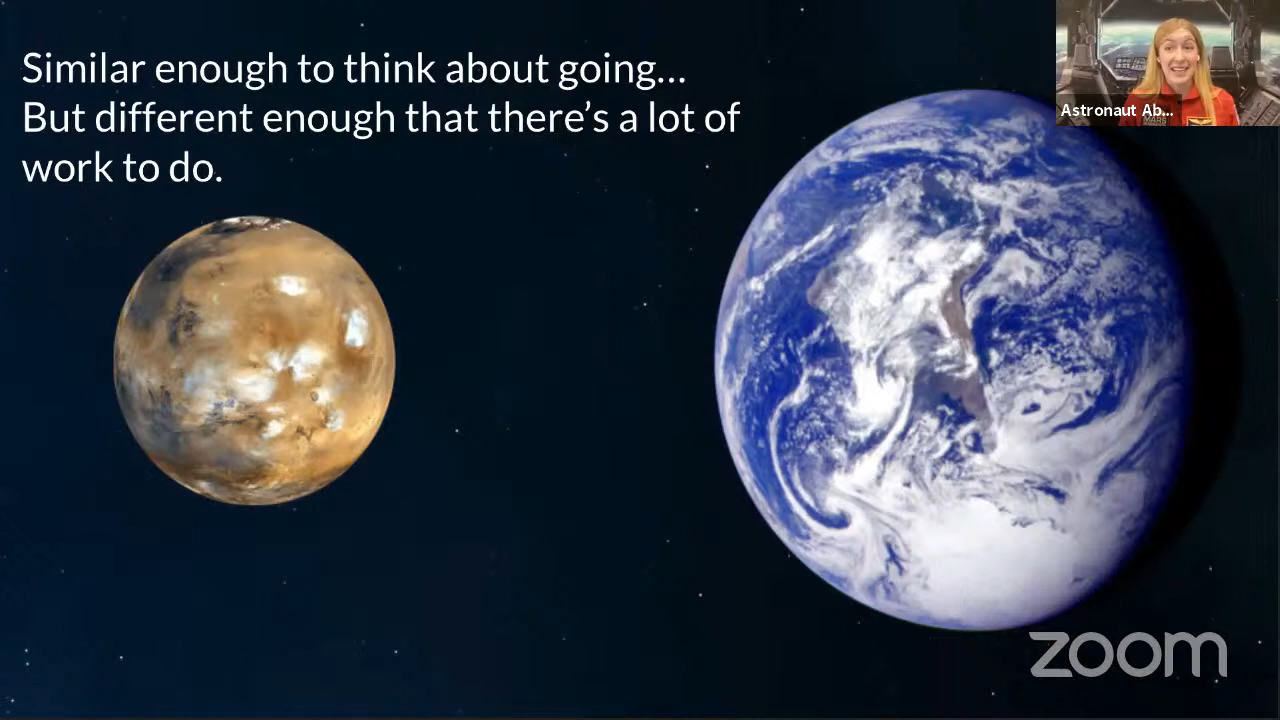 Similar enough to think about going...
But different enough that there's a lot of
work to do.
Astronaut Ab...
MARS
zoom